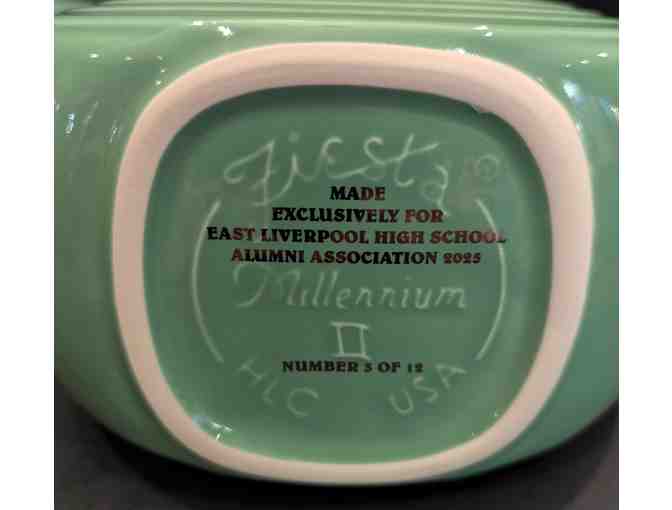 Fiesta ®
MADE
EXCLUSIVELY FOR
EAST LIVERPOOL HIGH SCHOOL
ALUMNI ASSOCIATION 2025
Millennium
II
NUMBER 3 OF 12
HLC USA